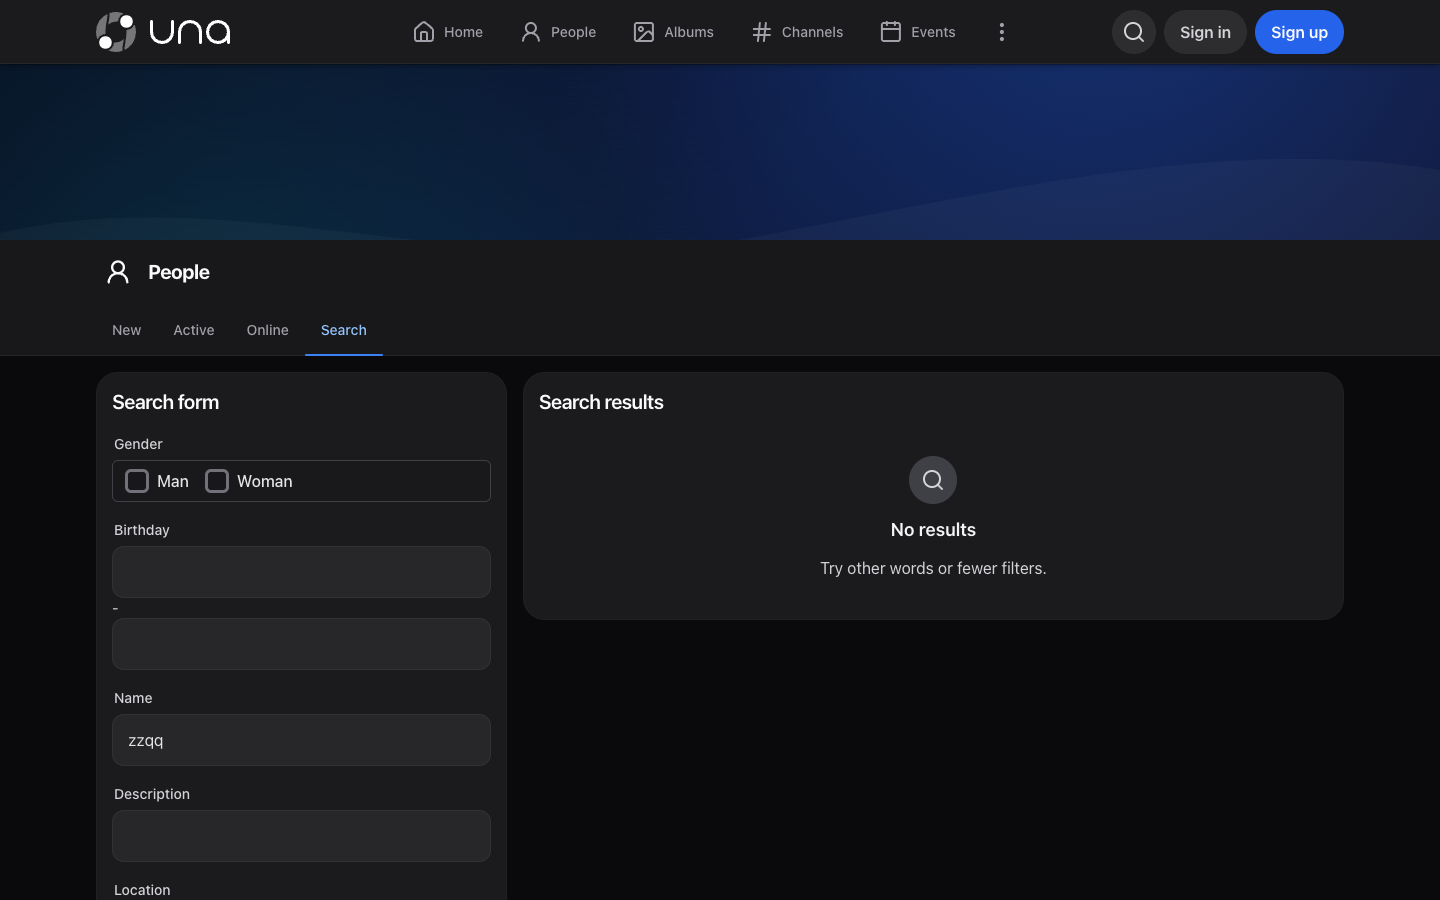 una
Home
People
Albums
Channels
Events
Sign in
Sign up
People
New
Active
Online
Search
Search form
Gender
Man
Woman
Birthday
-
Name
zzqq
Description
Location
Search results
No results
Try other words or fewer filters.